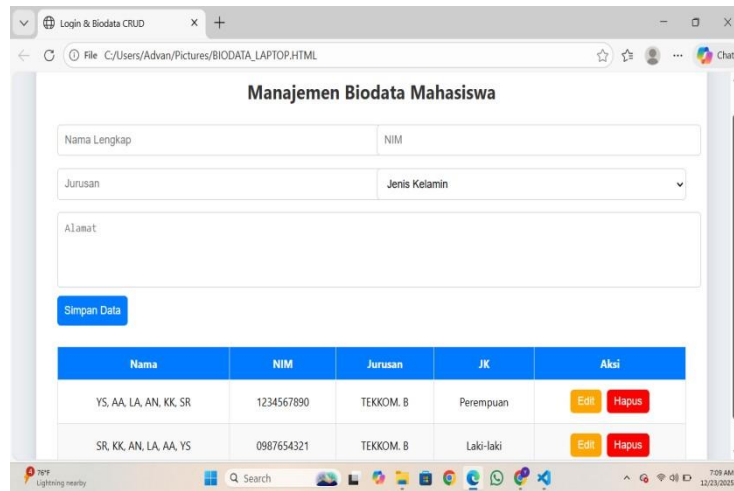 Login & Biodata CRUD
File C:/Users/Advan/Pictures/BIODATA_LAPTOP.HTML
Chat
Manajemen Biodata Mahasiswa
Nama Lengkap NIM
Jurusan Jenis Kelamin
Alamat
Simpan Data
Nama NIM Jurusan JK Aksi
YS, AA, LA, AN, KK, SR 1234567890 TEKKOM. B Perempuan Edit Hapus
SR, KK, AN, LA, AA, YS 0987654321 TEKKOM. B Laki-laki Edit Hapus
76°F
Lightning nearby
Search
7:09 AM
12/23/2025